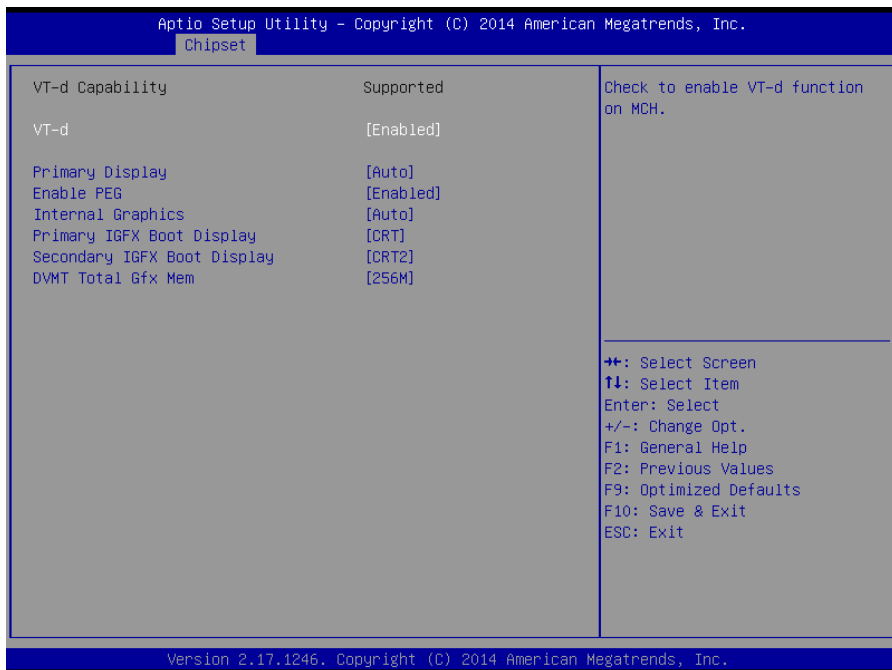 Aptio Setup Utility – Copyright (C) 2014 American Megatrends, Inc.
Chipset
VT-d Capability Supported
VT-d [Enabled]
Primary Display [Auto]
Enable PEG [Enabled]
Internal Graphics [Auto]
Primary IGFX Boot Display [CRT]
Secondary IGFX Boot Display [CRT2]
DVMT Total Gfx Mem [256M]
Check to enable VT-d function
on MCH.
→←: Select Screen
↑↓: Select Item
Enter: Select
+/-: Change Opt.
F1: General Help
F2: Previous Values
F9: Optimized Defaults
F10: Save & Exit
ESC: Exit
Version 2.17.1246. Copyright (C) 2014 American Megatrends, Inc.